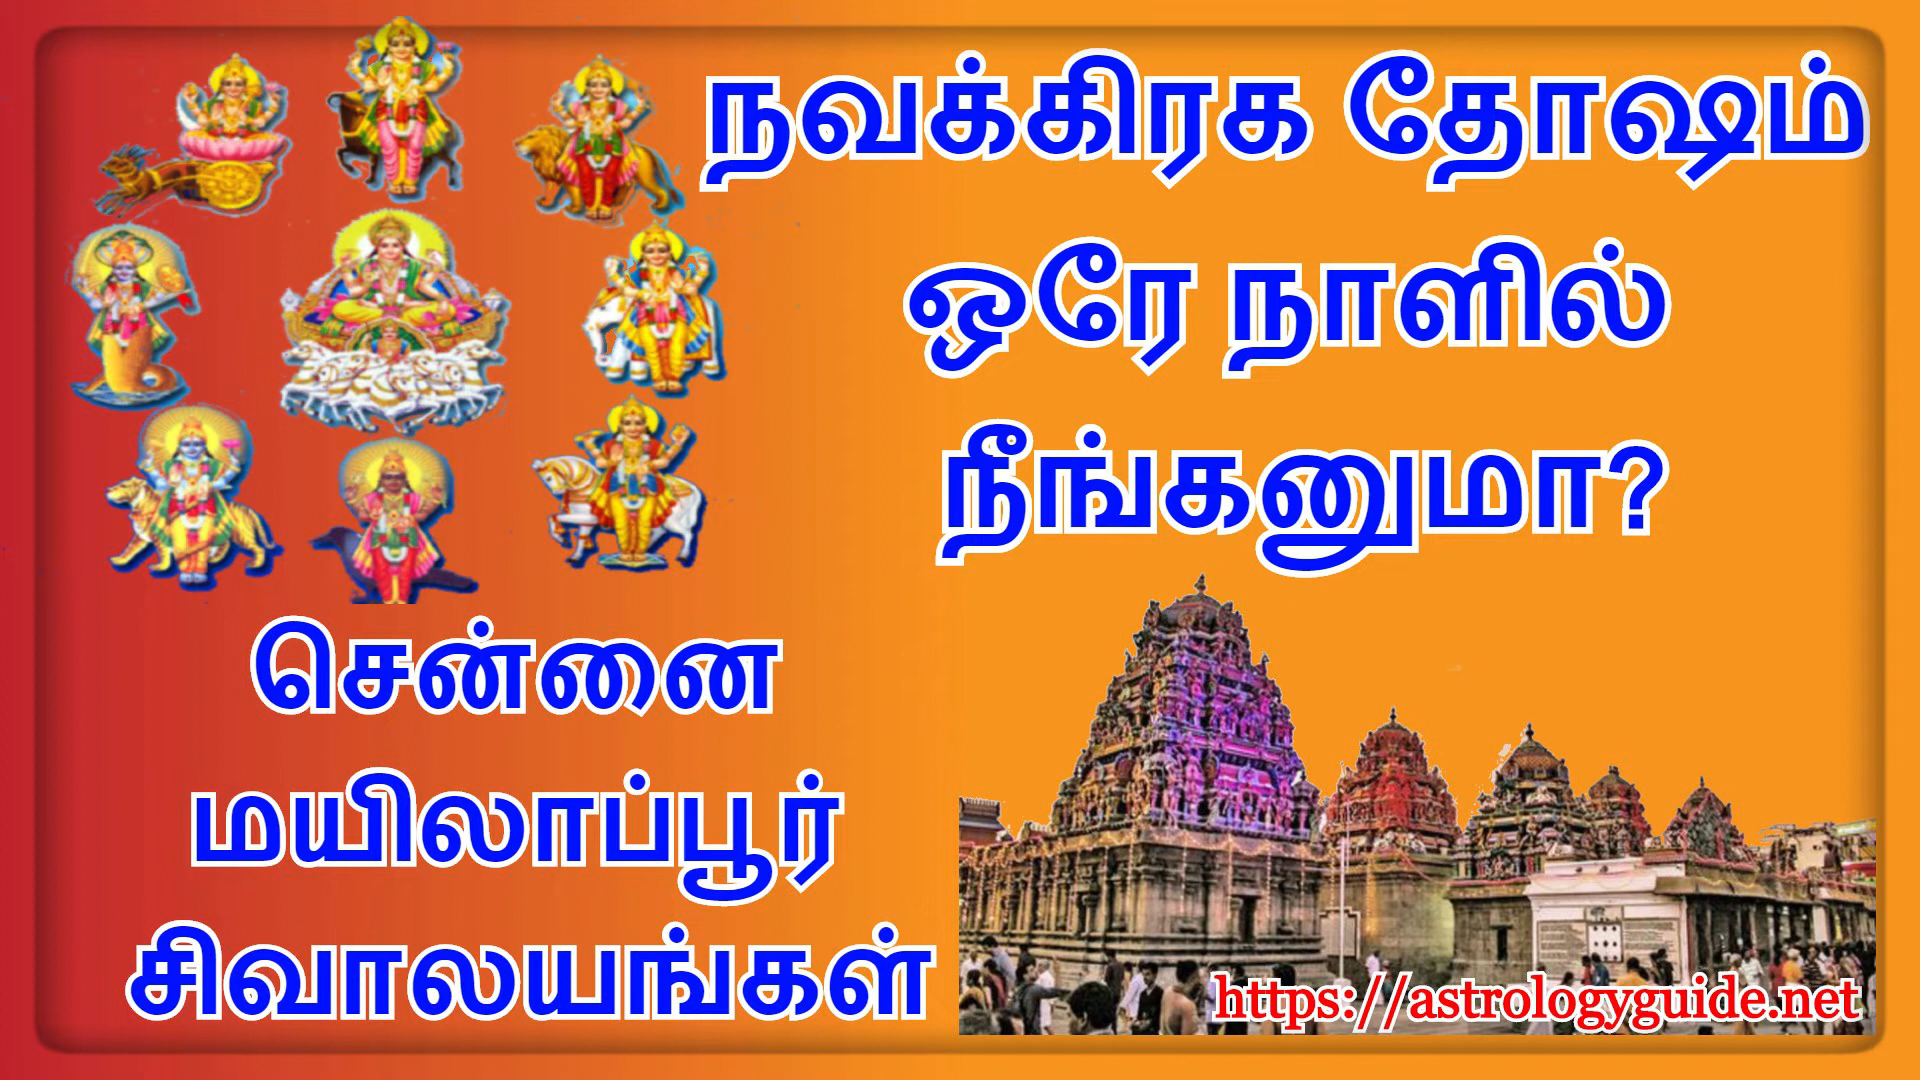 நவக்கிரக தோஷம்
ஒரே நாளில்
நீங்கனுமா?
சென்னை
மயிலாப்பூர்
சிவாலயங்கள்
https://astrologyguide.net